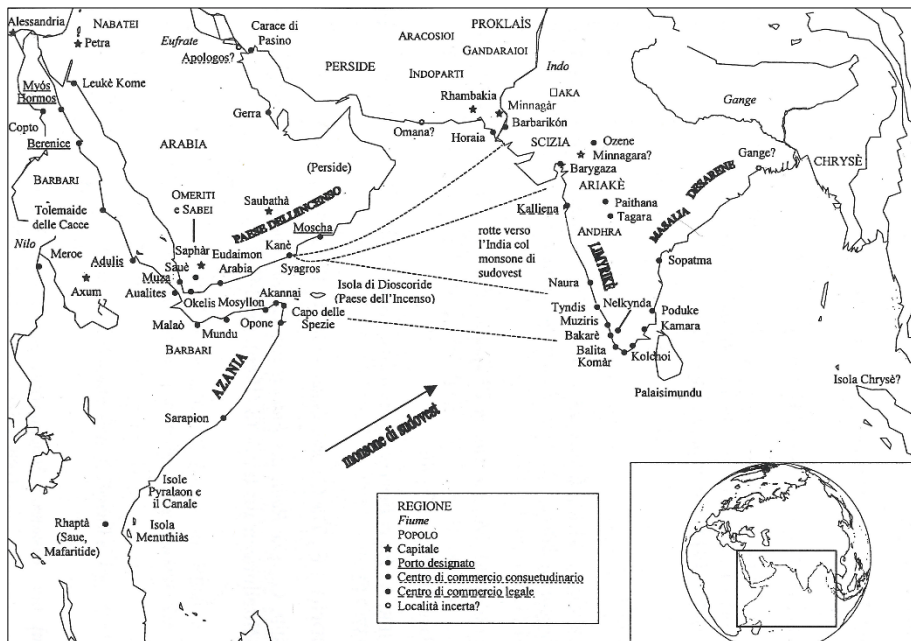 Alessandria
NABATEI
Petra
Eufrate
Carace di
Pasino
Apologos?
PERSIDE
ARACOSIOI
PROKLAÌS
GANDARAIOI
INDOPARTI
Indo
Rhambakia
Minnagàr
□AKA
Gange
Myós
Hormos
Leukè Kome
Copto
Berenice
Gerra
Omana?
Horaia
Barbarikón
SCIZIA
Ozene
Minnagara?
Barygaza
Gange?
CHRYSÈ
ARABIA
(Perside)
BARBARI
OMERITI
e SABEI
Saubathà
PAESE DELL'INCENSO
ARIAKÈ
Kalliena
Paithana
Tagara
ANDHRA
MASALIA
DESARENE
Tolemaide
delle Cacce
Nilo
Meroe
Adulis
Axum
Saphàr
Sauè
Muza
Aualites
Eudaimon
Arabia
Kanè
Moscha
Syagros
rotte verso
l'India col
monsone di
sudovest
LIMYRIKÈ
Sopatma
Okelis
Mosyllon
Akannai
Isola di Dioscoride
(Paese dell'Incenso)
Naura
Malaò
Mundu
Opone
Capo delle
Spezie
Tyndis
Muziris
Bakarè
Balita
Komàr
Nelkynda
Poduke
Kamara
Kolchoi
BARBARI
AZANIA
Palaisimundu
Isola Chrysè?
Sarapion
monsone di sudovest
Isole
Pyralaon e
il Canale
Rhaptà
(Saue,
Mafaritide)
Isola
Menuthiàs
REGIONE
Fiume
POPOLO
Capitale
Porto designato
Centro di commercio consuetudinario
Centro di commercio legale
Località incerta?